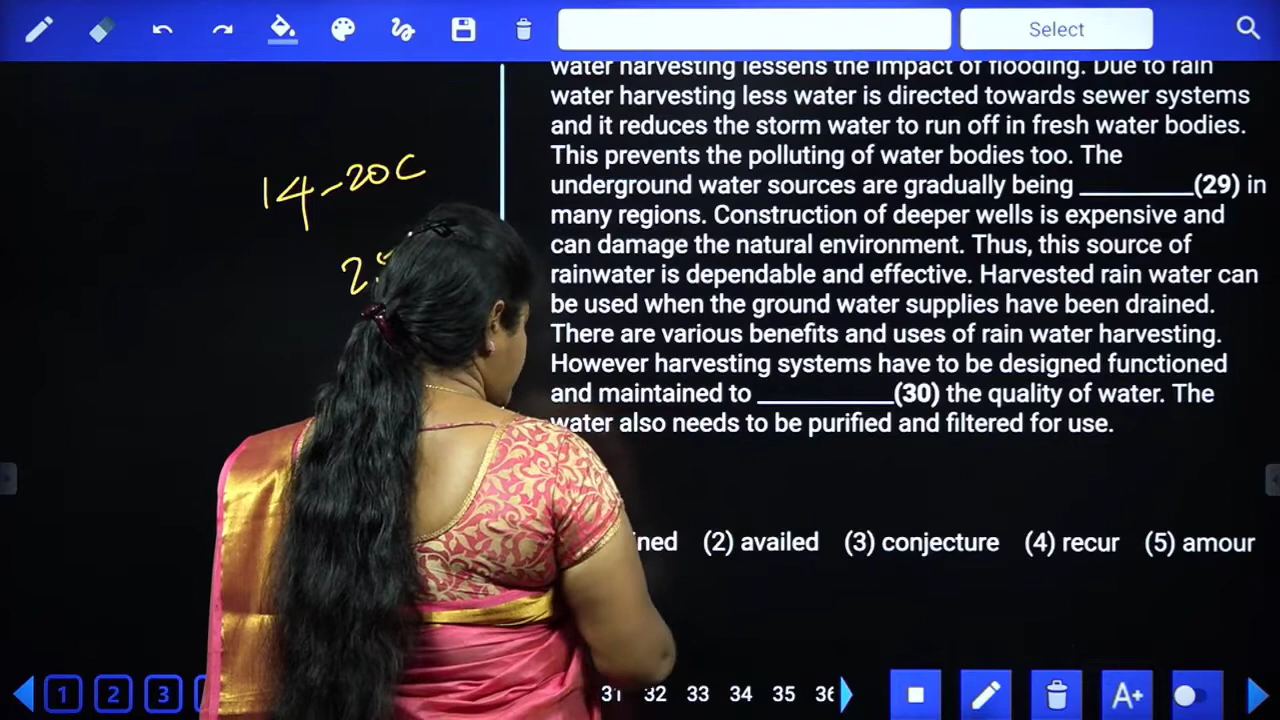 Select
water harvesting lessens the impact of flooding. Due to rain
water harvesting less water is directed towards sewer systems
and it reduces the storm water to run off in fresh water bodies.
This prevents the polluting of water bodies too. The
underground water sources are gradually being __________(29) in
many regions. Construction of deeper wells is expensive and
can damage the natural environment. Thus, this source of
rainwater is dependable and effective. Harvested rain water can
be used when the ground water supplies have been drained.
There are various benefits and uses of rain water harvesting.
However harvesting systems have to be designed functioned
and maintained to ____________(30) the quality of water. The
water also needs to be purified and filtered for use.
14-20C
(2) availed (3) conjecture (4) recur (5) amour
1 2 3 31 32 33 34 35 36
A+